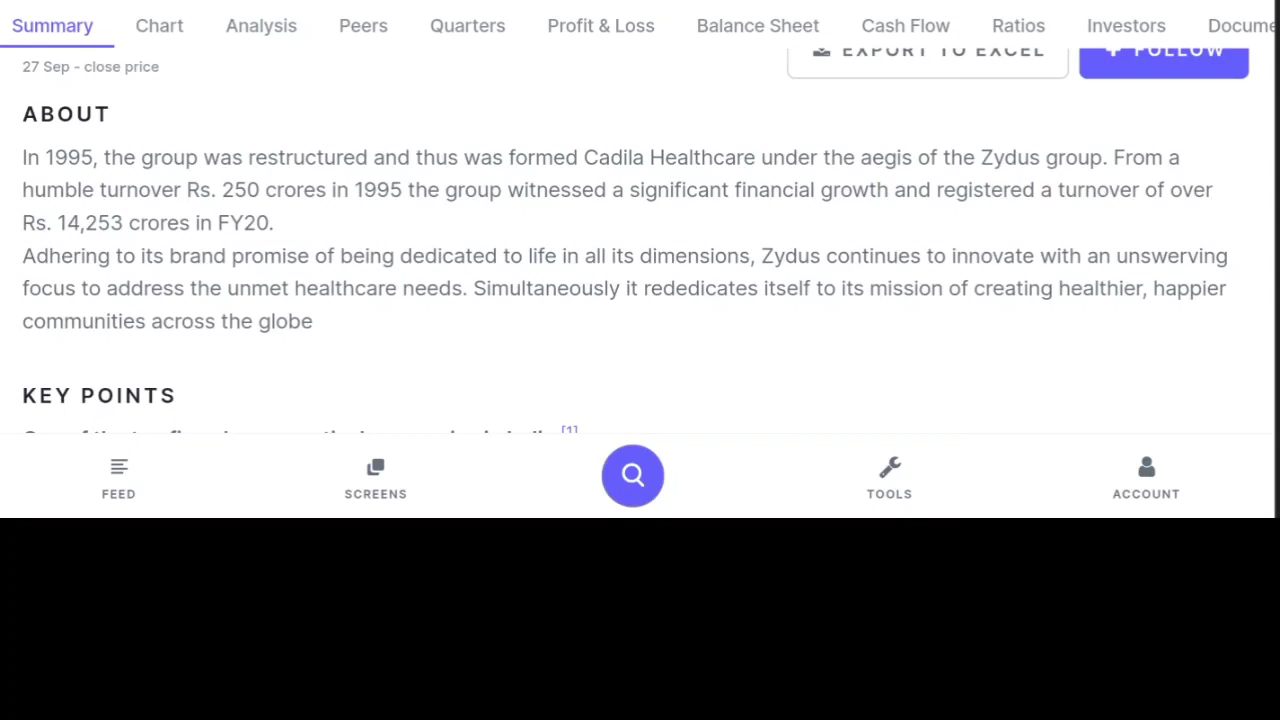 Summary Chart Analysis Peers Quarters Profit & Loss Balance Sheet Cash Flow Ratios Investors Docume
EXPORT TO EXCEL FOLLOW
27 Sep - close price
ABOUT
In 1995, the group was restructured and thus was formed Cadila Healthcare under the aegis of the Zydus group. From a
humble turnover Rs. 250 crores in 1995 the group witnessed a significant financial growth and registered a turnover of over
Rs. 14,253 crores in FY20.
Adhering to its brand promise of being dedicated to life in all its dimensions, Zydus continues to innovate with an unswerving
focus to address the unmet healthcare needs. Simultaneously it rededicates itself to its mission of creating healthier, happier
communities across the globe
KEY POINTS
[1]
FEED SCREENS TOOLS ACCOUNT